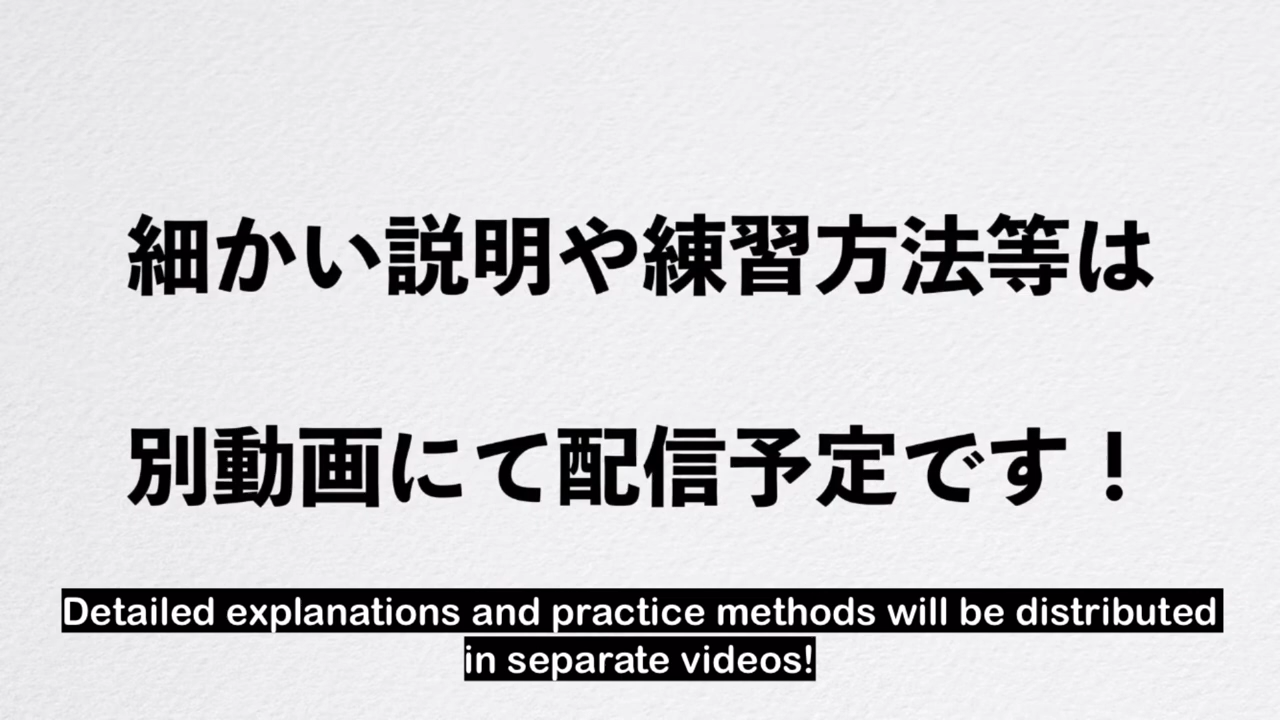 細かい説明や練習方法等は
別動画にて配信予定です！
Detailed explanations and practice methods will be distributed
in separate videos!